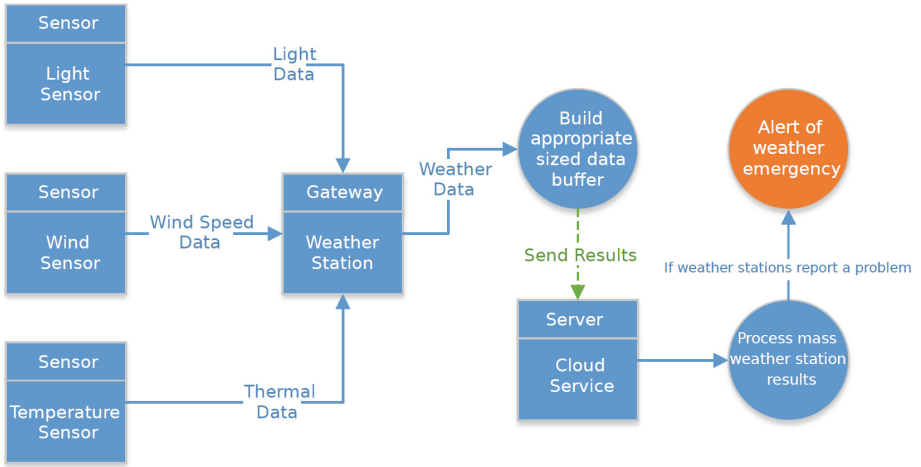 Sensor
Light
Sensor
Light
Data
Sensor
Wind
Sensor
Wind Speed
Data
Sensor
Temperature
Sensor
Thermal
Data
Gateway
Weather
Station
Weather
Data
Build
appropriate
sized data
buffer
Send Results
Server
Cloud
Service
Process mass
weather station
results
If weather stations report a problem
Alert of
weather
emergency